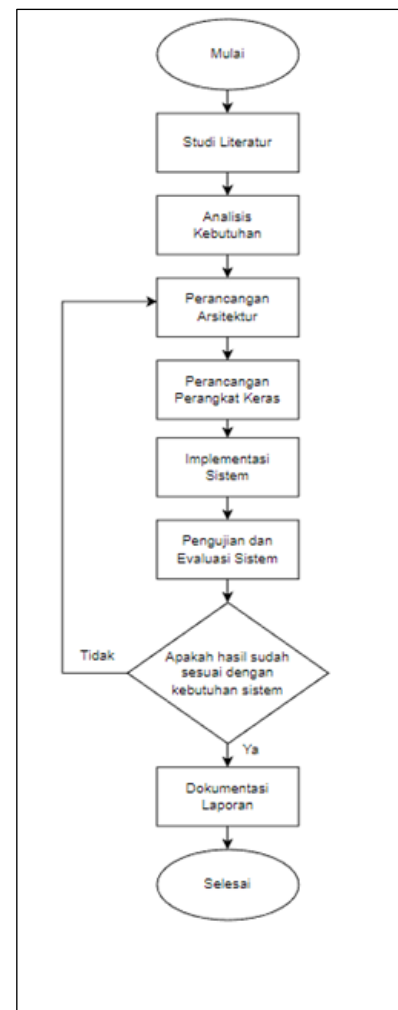 Mulai
Studi Literatur
Analisis
Kebutuhan
Perancangan
Arsitektur
Perancangan
Perangkat Keras
Implementasi
Sistem
Pengujian dan
Evaluasi Sistem
Tidak
Apakah hasil sudah
sesuai dengan
kebutuhan sistem
Ya
Dokumentasi
Laporan
Selesai